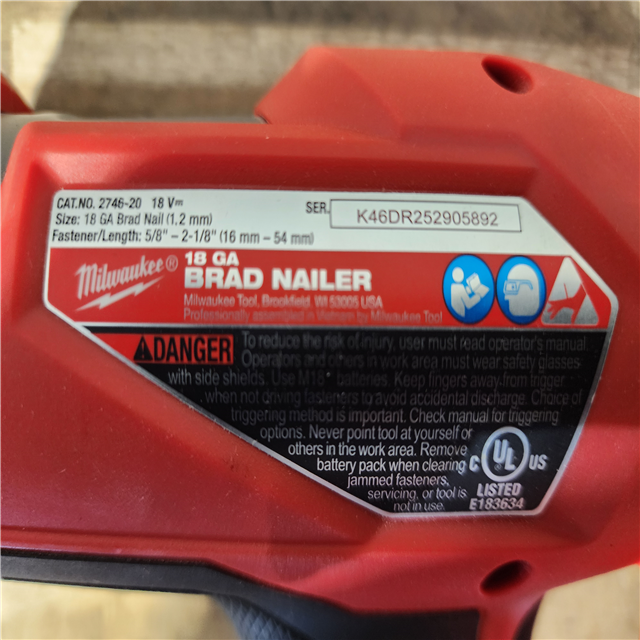 CAT.NO. 2746-20 18 V⎓
Size: 18 GA Brad Nail (1,2 mm)
Fastener/Length: 5/8" – 2-1/8" (16 mm – 54 mm)
SER. K46DR252905892
Milwaukee®
18 GA
BRAD NAILER
Milwaukee Tool, Brookfield, WI 53005 USA
Professionally assembled in Vietnam by Milwaukee Tool
DANGER
To reduce the risk of injury, user must read operator's manual.
Operators and others in work area must wear safety glasses
with side shields. Use M18™ batteries. Keep fingers away from trigger
when not driving fasteners to avoid accidental discharge. Choice of
triggering method is important. Check manual for triggering
options. Never point tool at yourself or
others in the work area. Remove
battery pack when clearing
jammed fasteners,
servicing, or tool is
not in use.
C UL US
LISTED
E183634